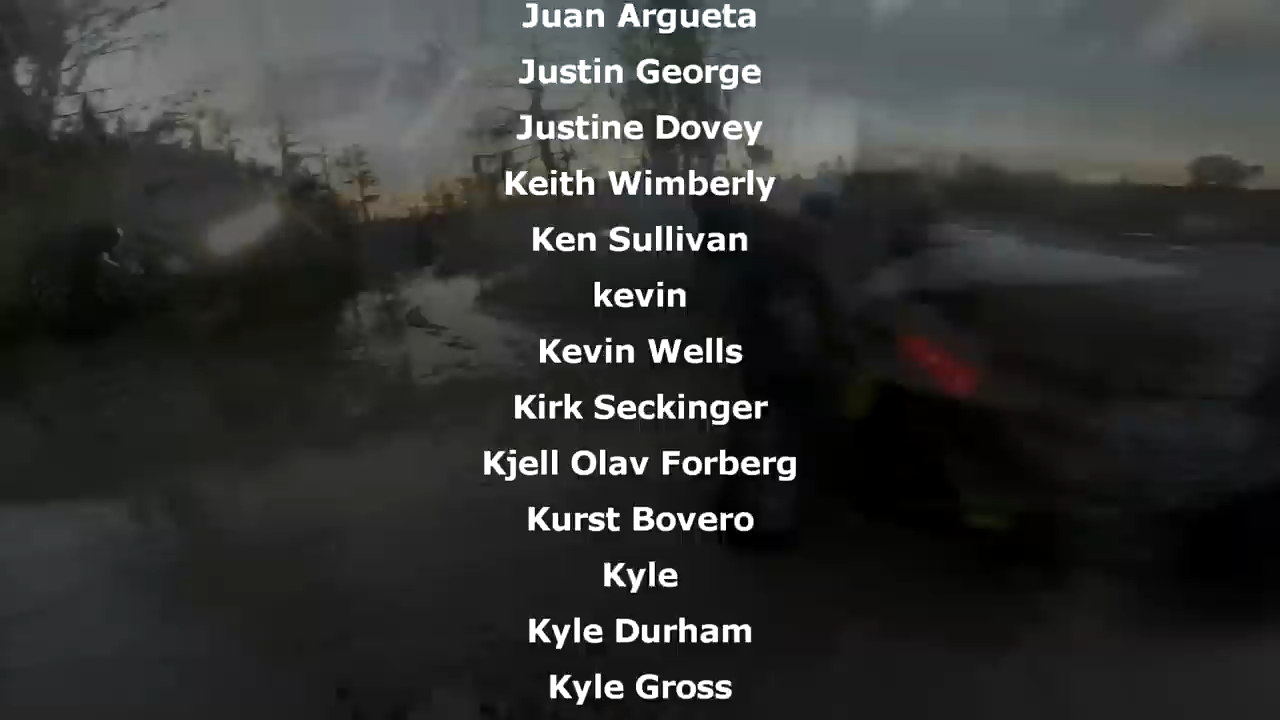 Juan Argueta
Justin George
Justine Dovey
Keith Wimberly
Ken Sullivan
kevin
Kevin Wells
Kirk Seckinger
Kjell Olav Forberg
Kurst Bovero
Kyle
Kyle Durham
Kyle Gross